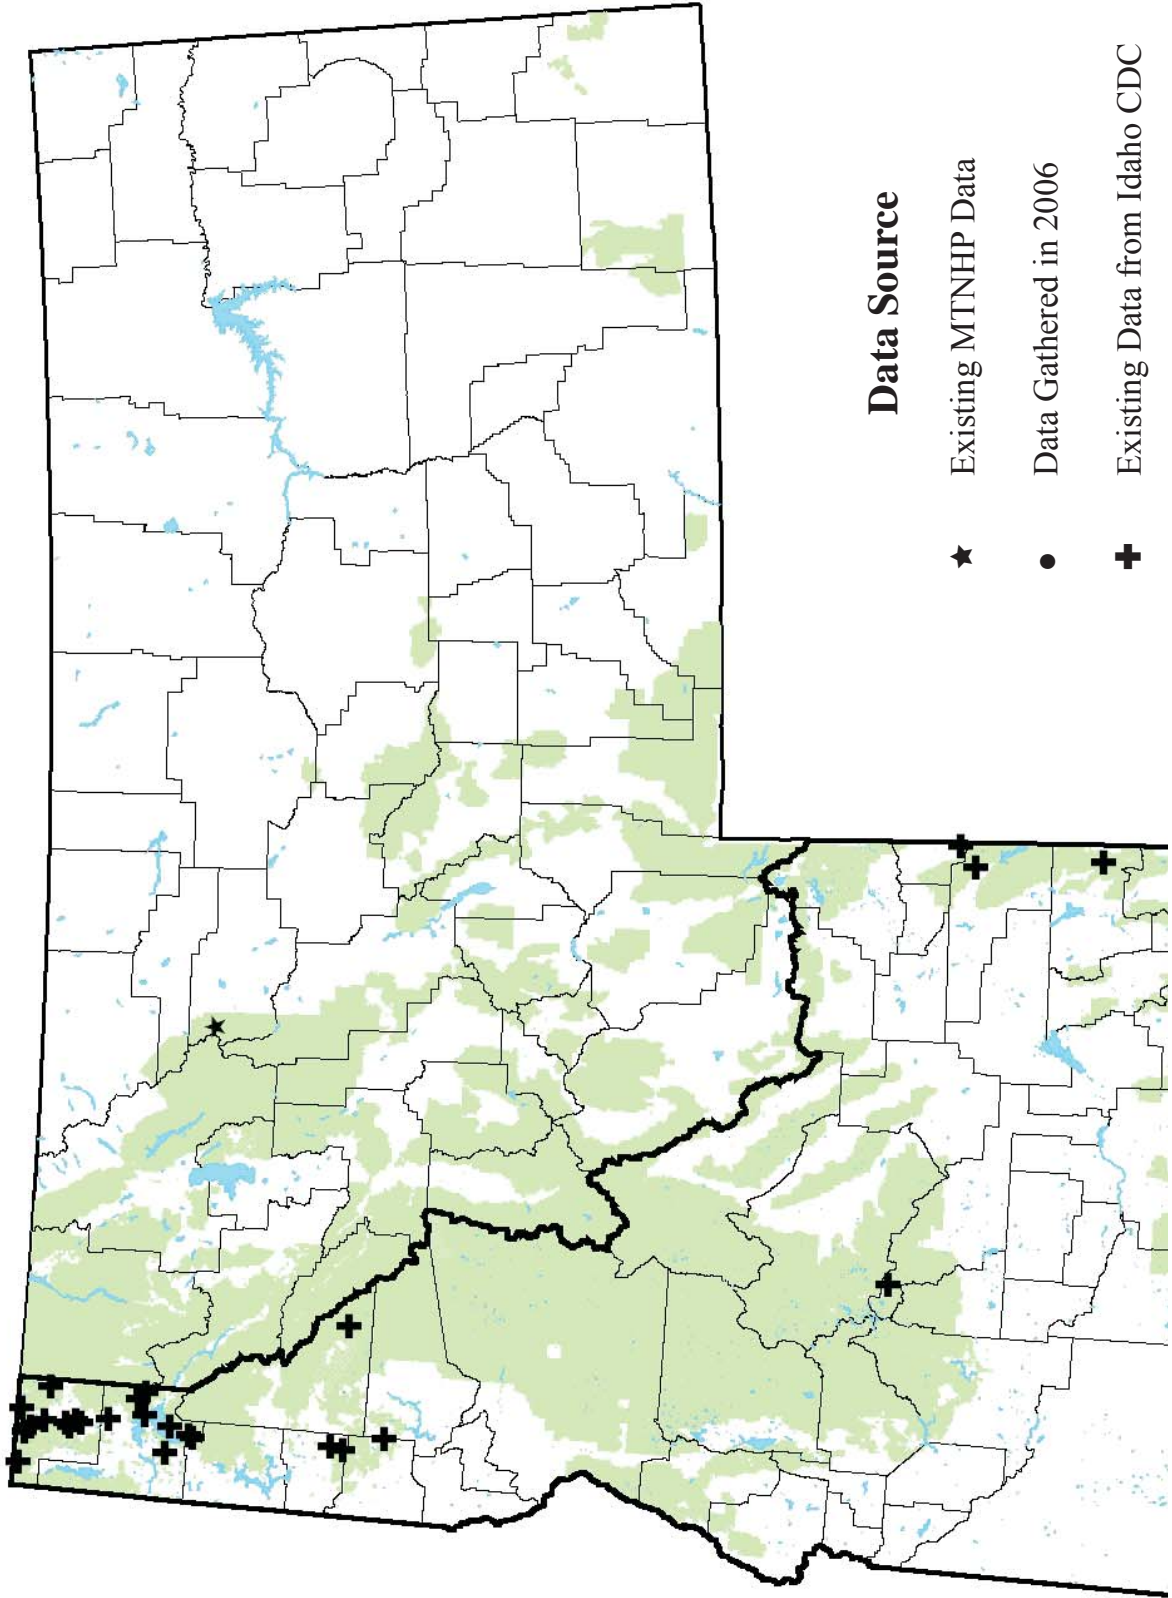 Data Source
Existing MTNHP Data
Data Gathered in 2006
Existing Data from Idaho CDC